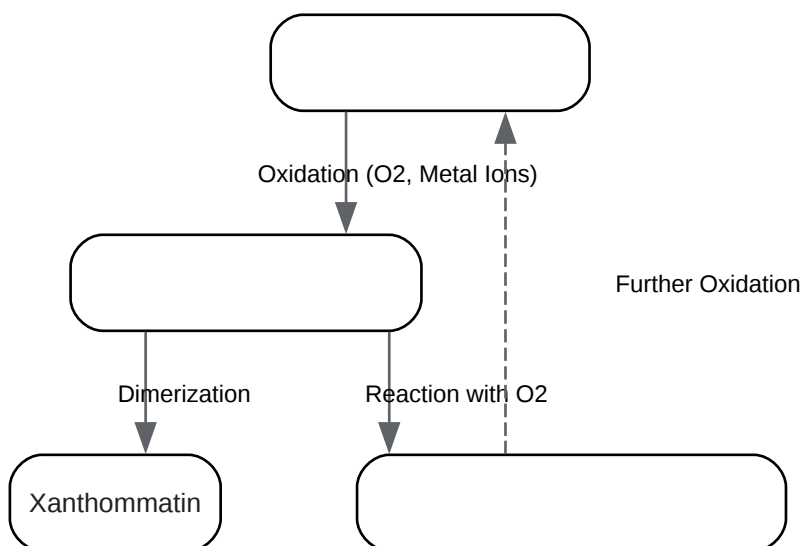 Oxidation (O2, Metal Ions)
Further Oxidation
Dimerization
Reaction with O2
Xanthommatin